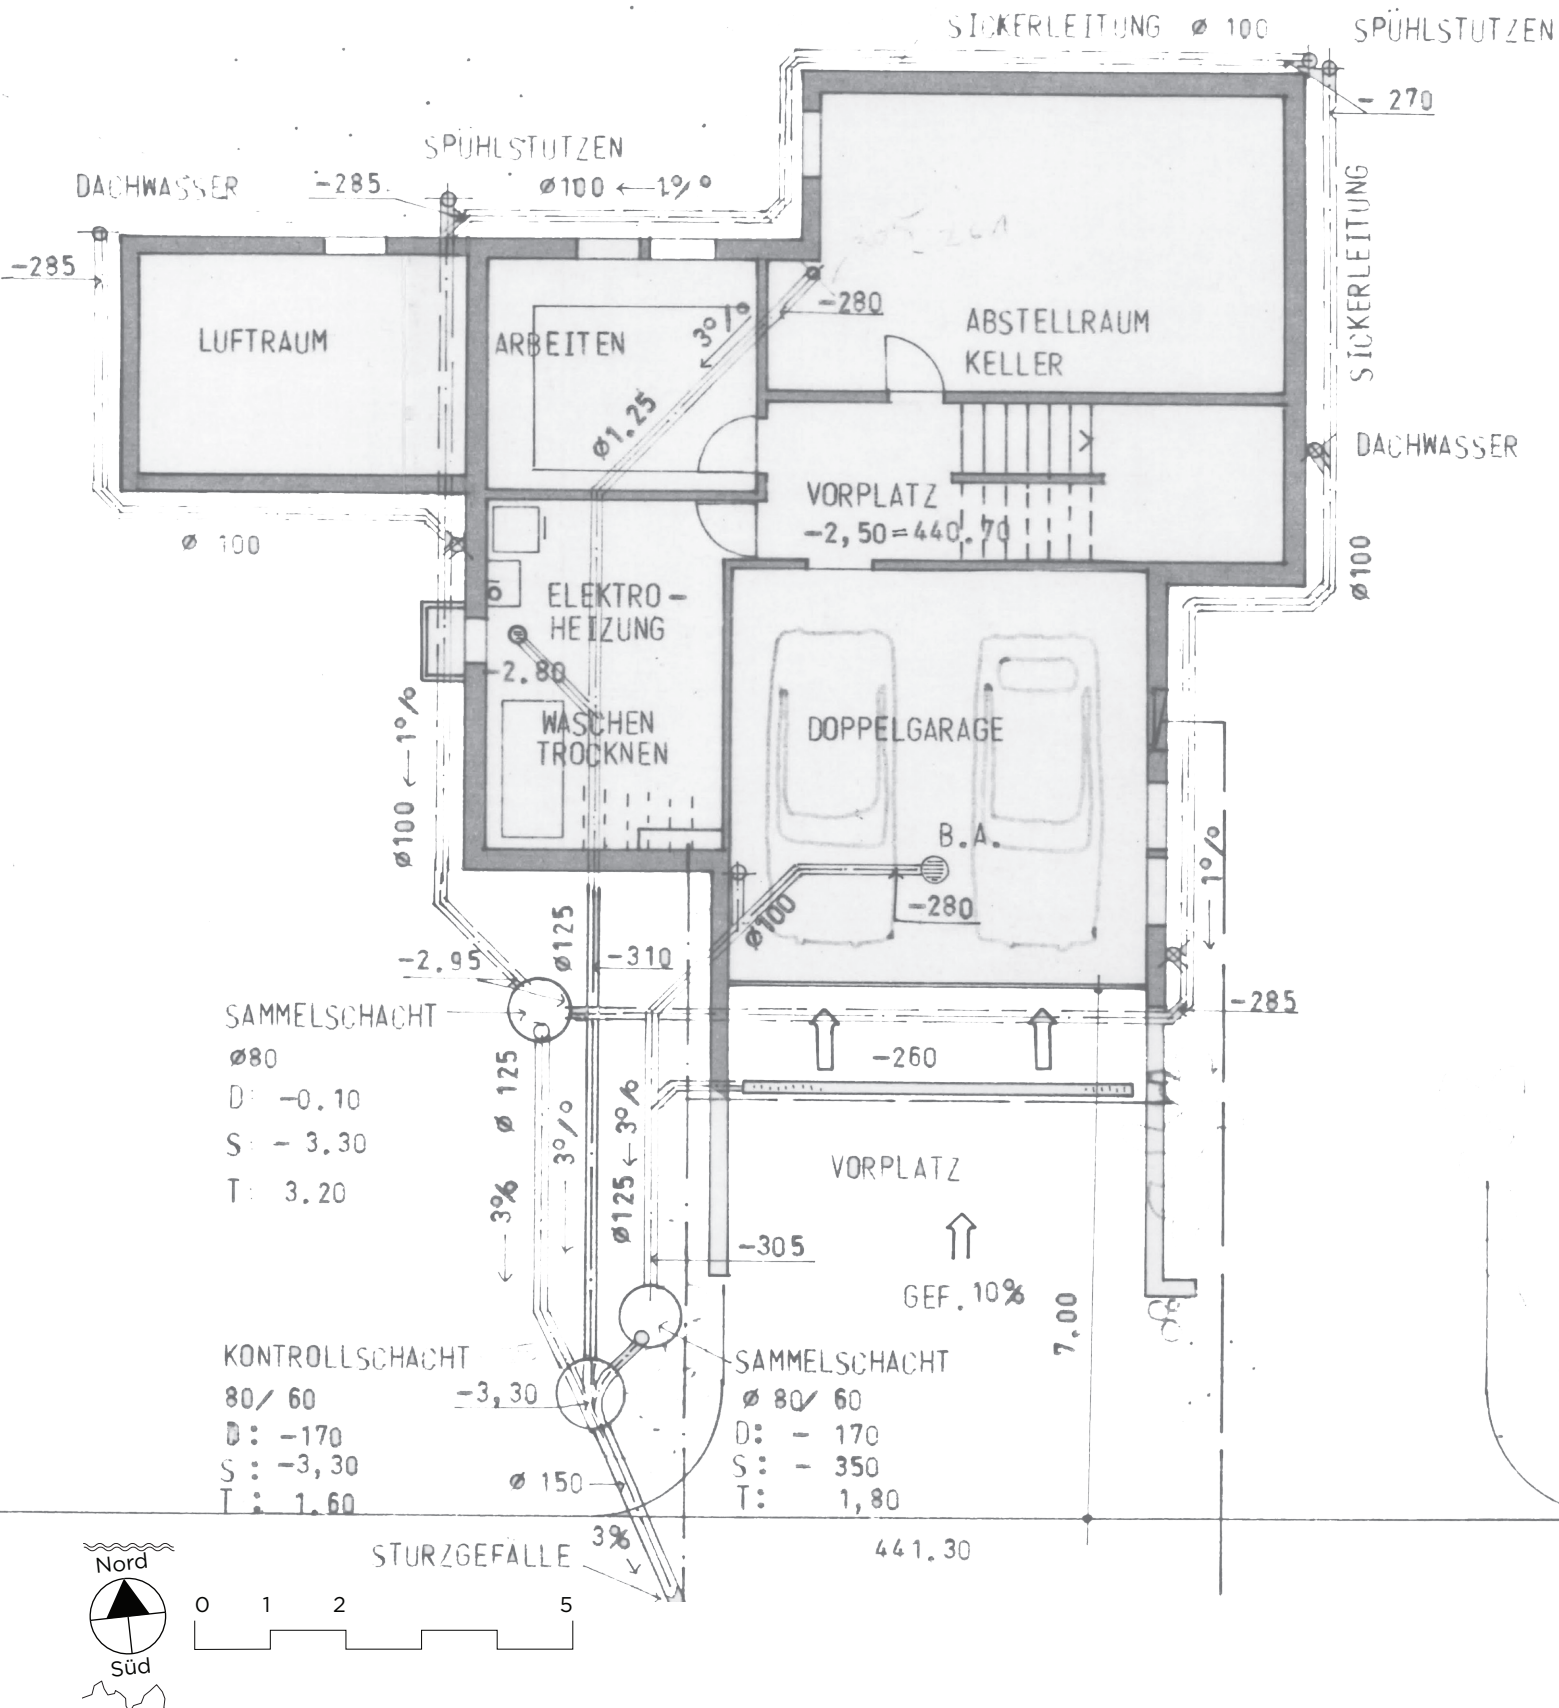 SICKERLEITUNG ø 100
SPÜHLSTUTZEN
- 270
SPÜHLSTUTZEN
DACHWASSER
-285.
ø100 ←1%
-285
SICKERLEITUNG
-280
LUFTRAUM
ARBEITEN
3%
ABSTELLRAUM
KELLER
ø1.25
DACHWASSER
VORPLATZ
-2,50=440.70
ø 100
ø100
ELEKTRO-
HEIZUNG
-2.80
WASCHEN
TROCKNEN
DOPPELGARAGE
ø100 ←1%
B.A.
1%
-280
ø100
ø125
-310
-2.95
-285
SAMMELSCHACHT
ø80
D: -0.10
S: - 3.30
T: 3.20
ø 125
←3%
3%
ø125←3%
-260
VORPLATZ
-305
GEF. 10%
7.00
KONTROLLSCHACHT
80/ 60
D: -170
S: -3,30
T: 1.60
-3,30
SAMMELSCHACHT
ø 80/ 60
D: - 170
S: - 350
T: 1,80
ø 150
3%
STURZGEFÄLLE
441.30
Nord
Süd
0 1 2 5